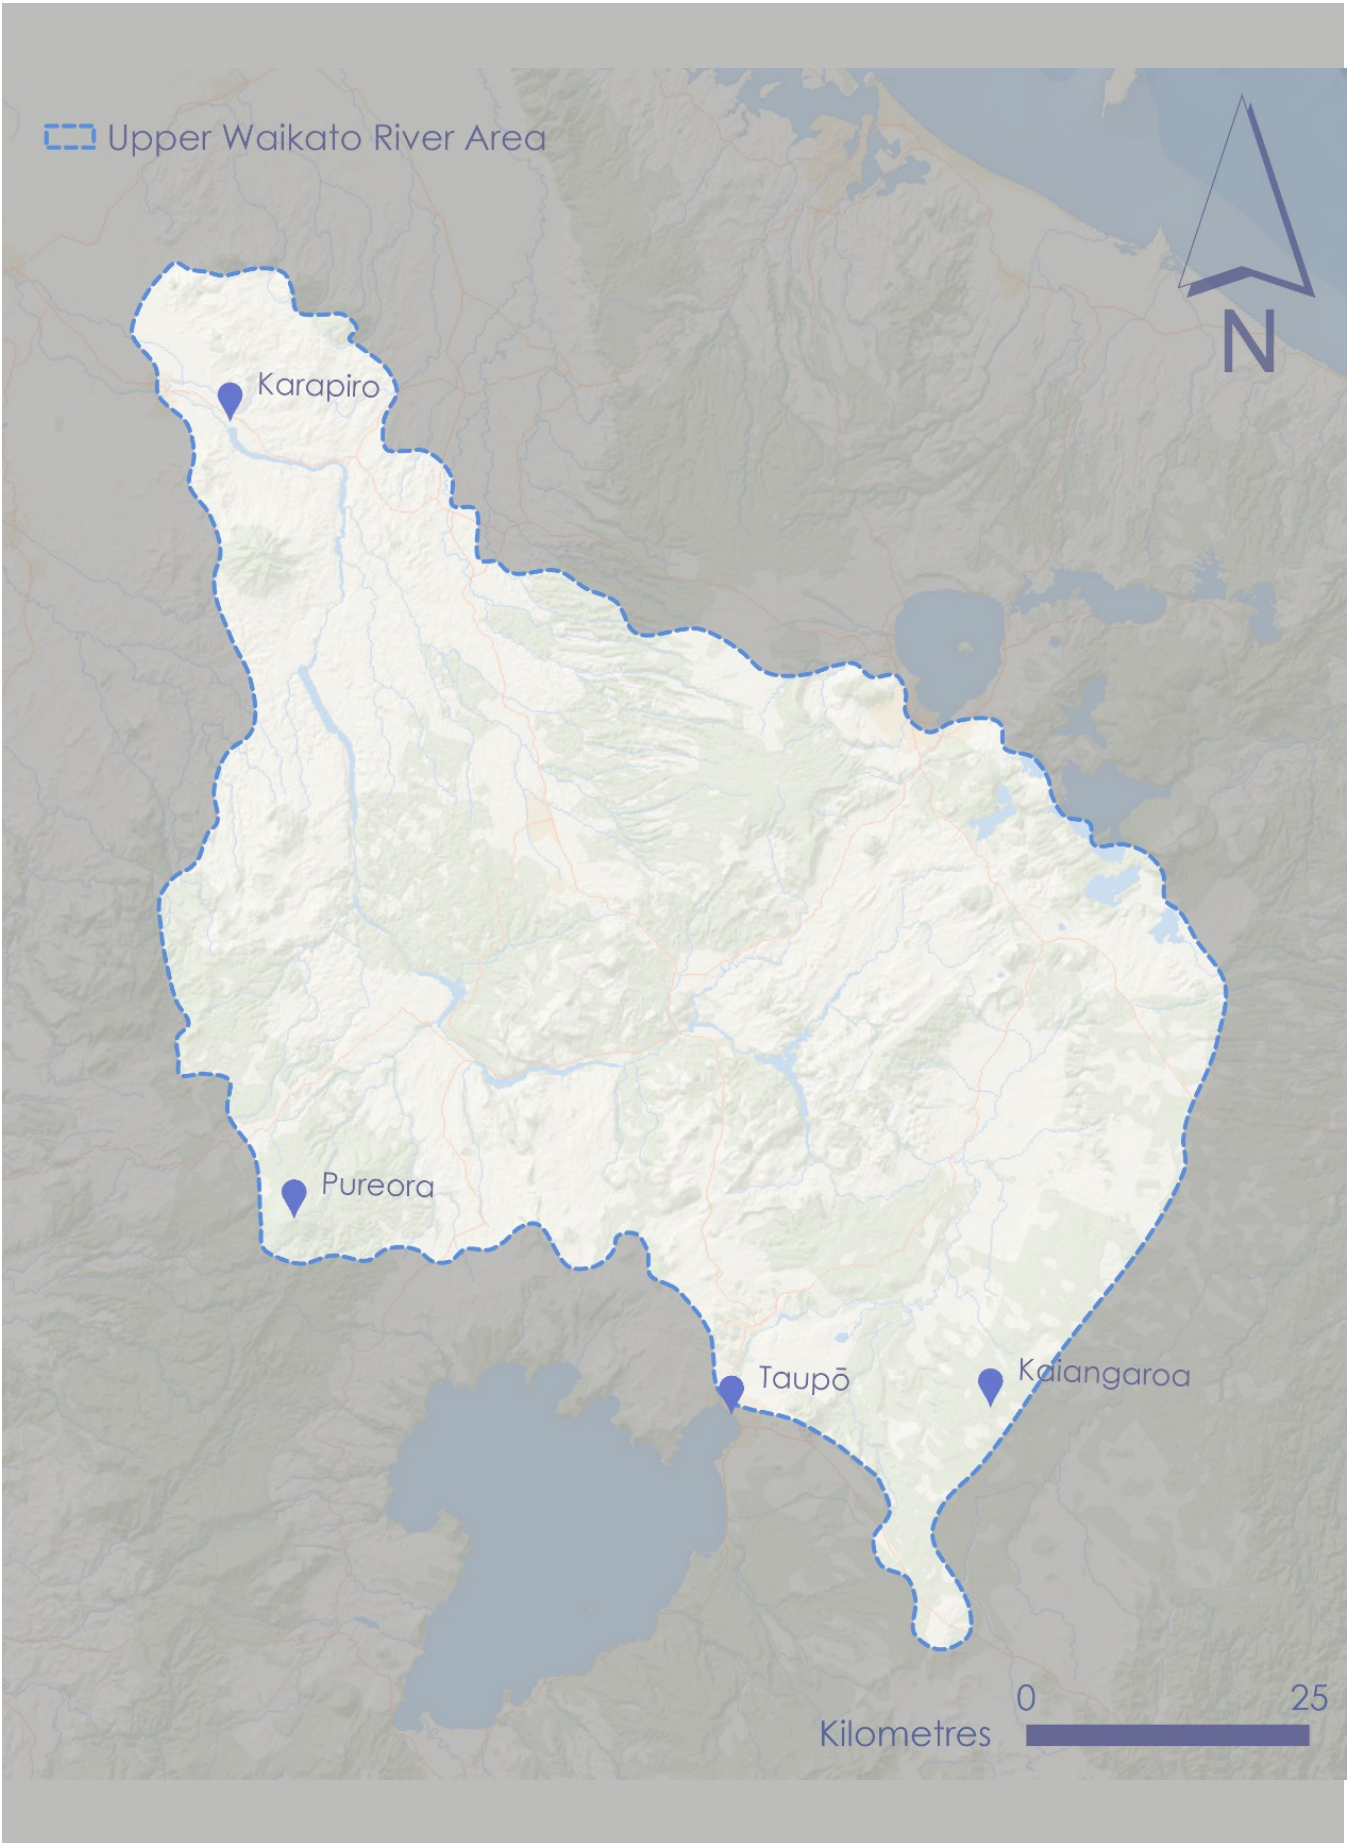 Upper Waikato River Area
N
Karapiro
Pureora
Taupō
Kaiangaroa
0 25
Kilometres